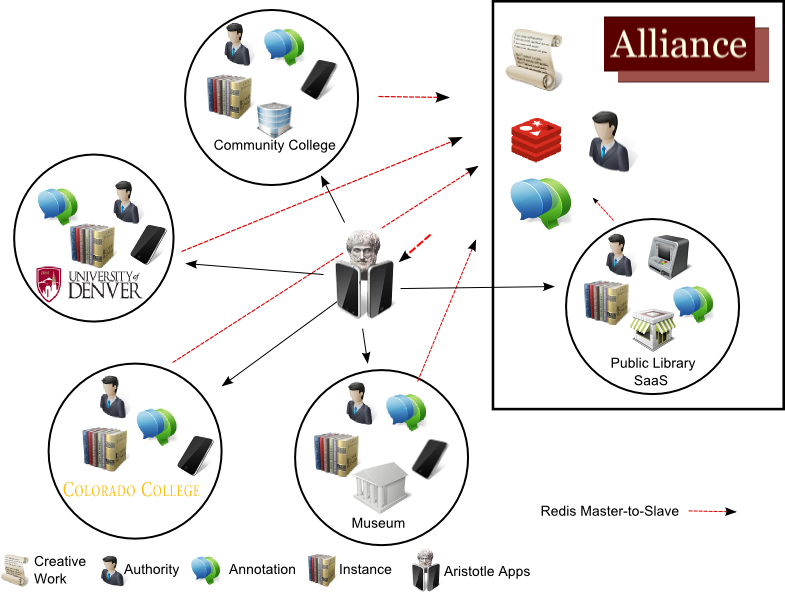 Alliance
Community College
UNIVERSITY of
DENVER
Public Library
SaaS
COLORADO COLLEGE
Museum
Redis Master-to-Slave
Creative
Work
Authority
Annotation
Instance
Aristotle Apps